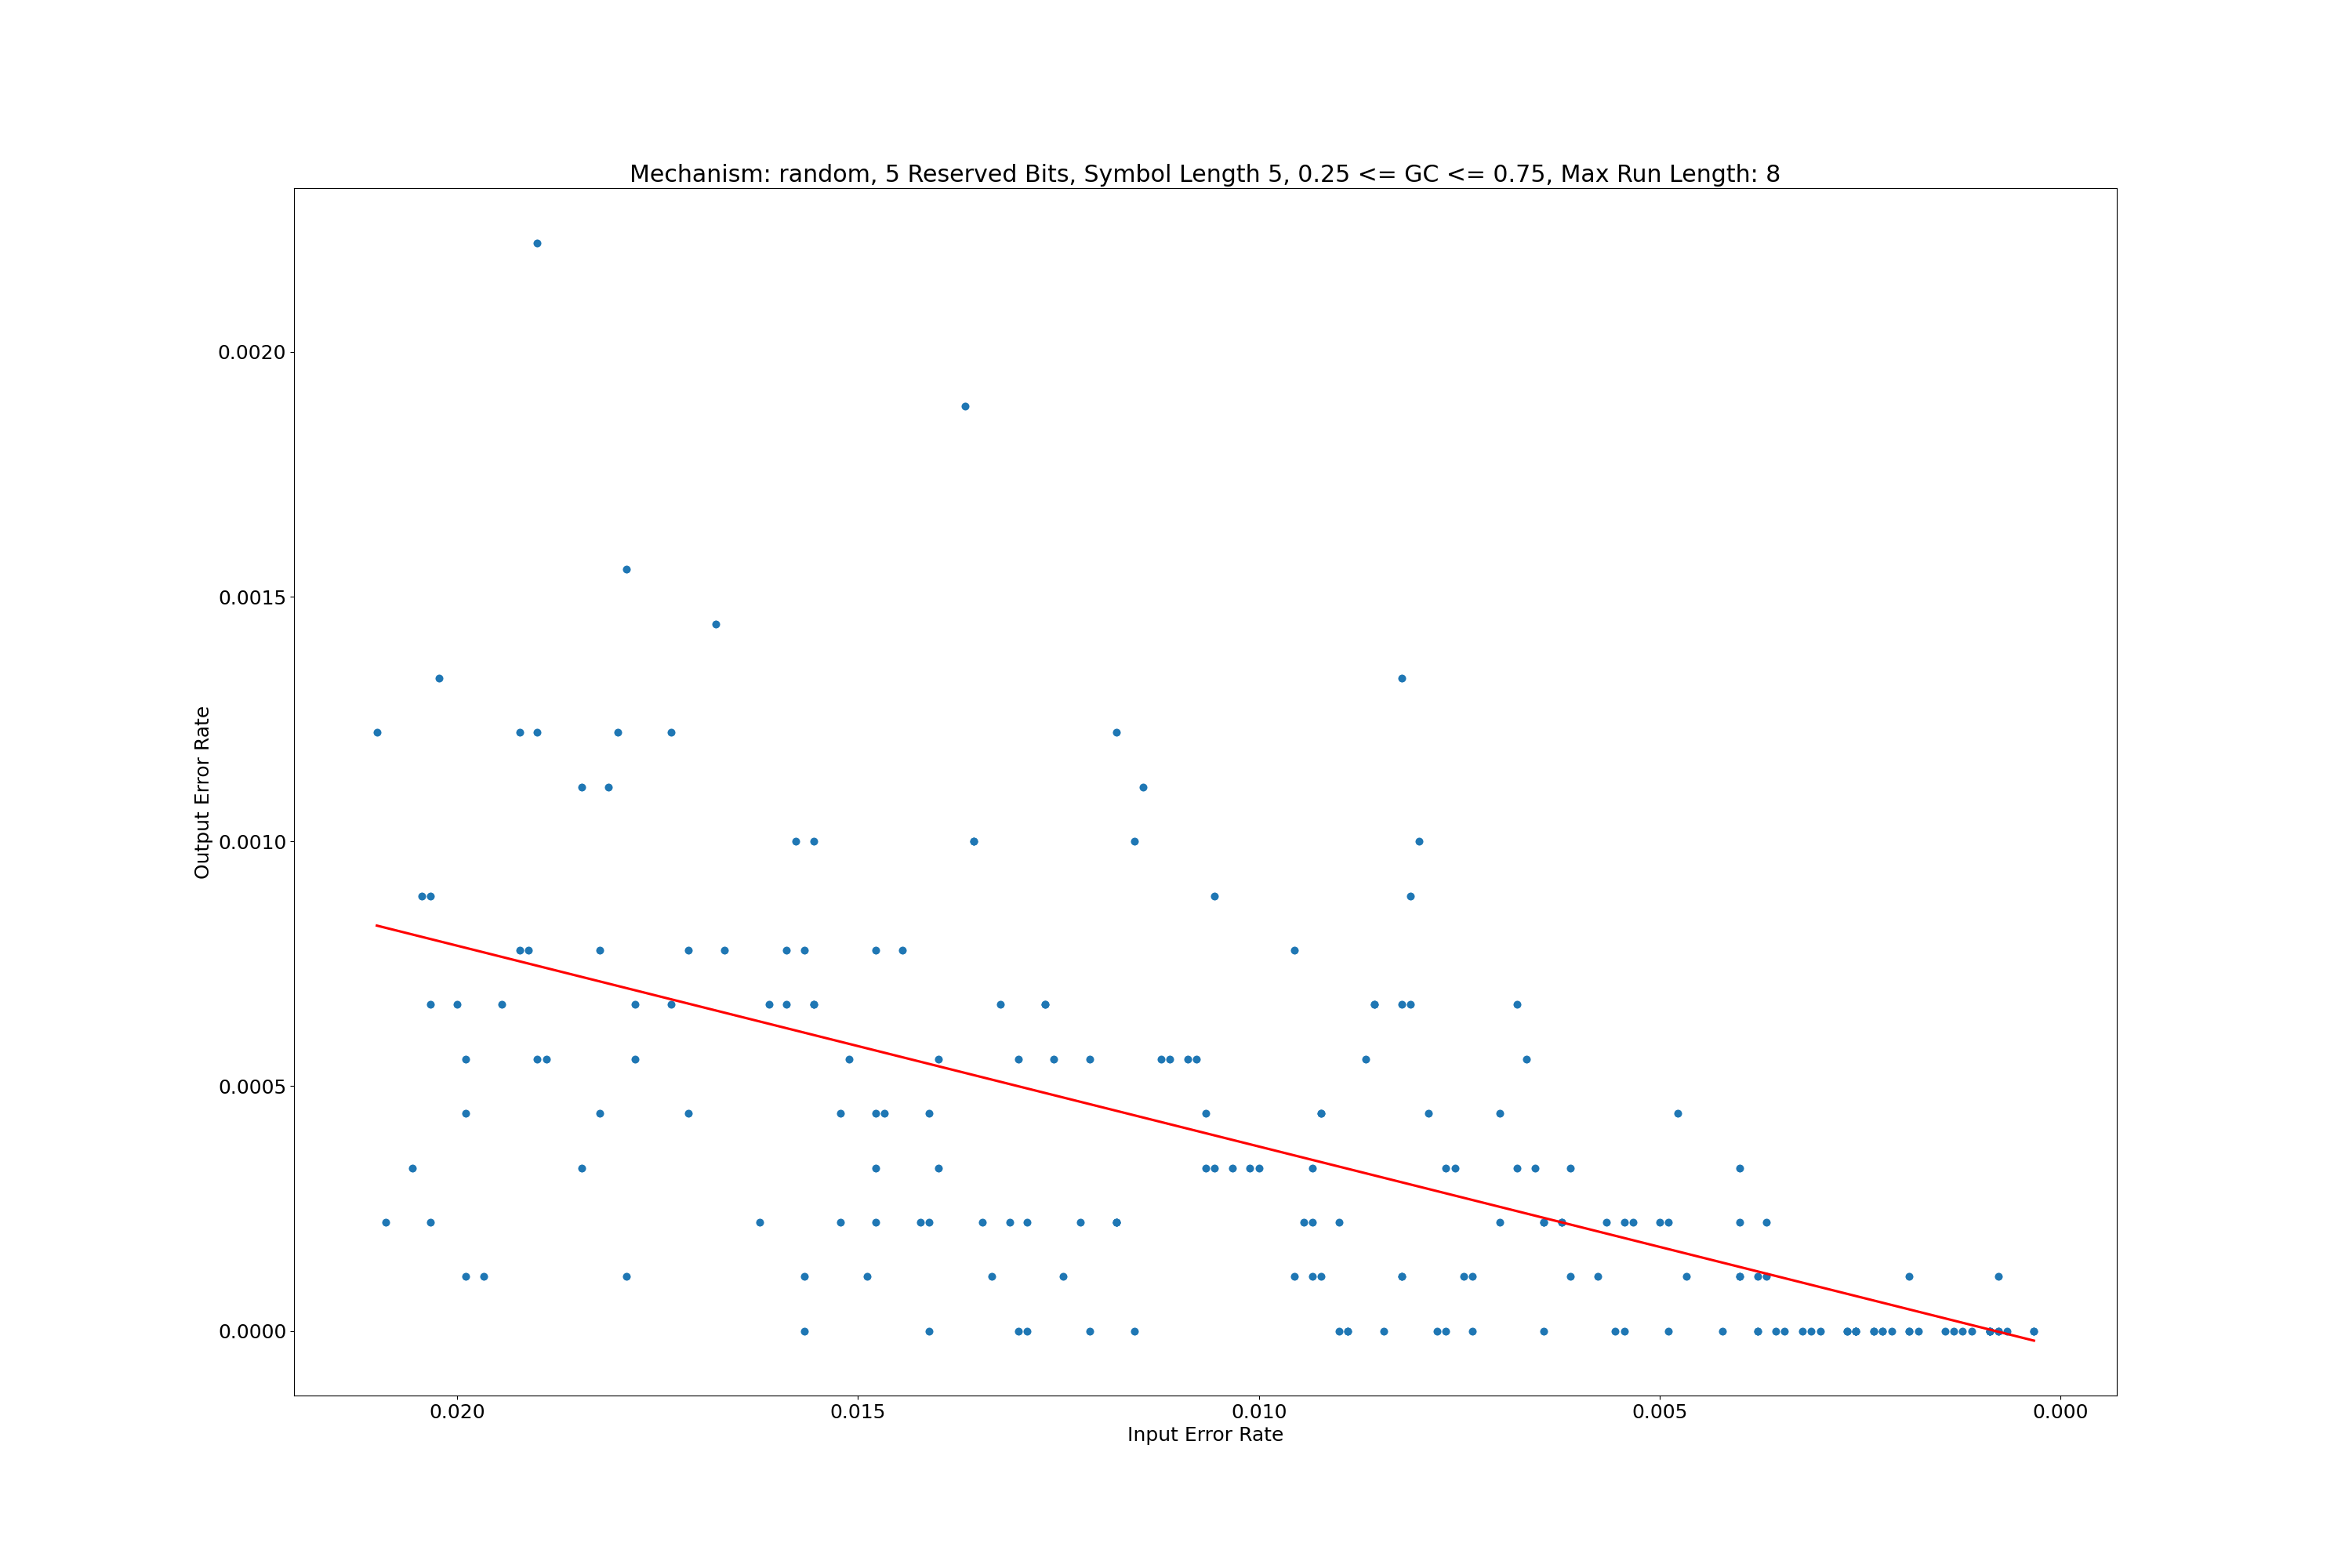 Mechanism: random, 5 Reserved Bits, Symbol Length 5, 0.25 <= GC <= 0.75, Max Run Length: 8
0.0020
0.0015
0.0010
0.0005
0.0000
Output Error Rate
0.020 0.015 0.010 0.005 0.000
Input Error Rate